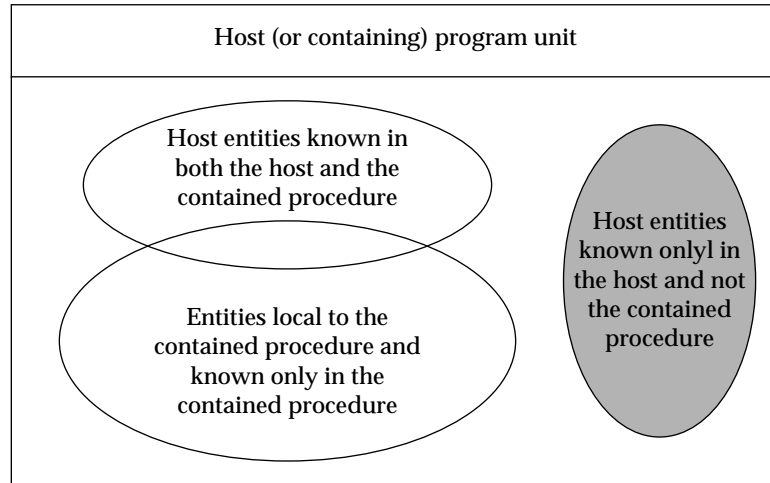 Host (or containing) program unit
Host entities known in
both the host and the
contained procedure
Entities local to the
contained procedure and
known only in the
contained procedure
Host entities
known onlyl in
the host and not
the contained
procedure